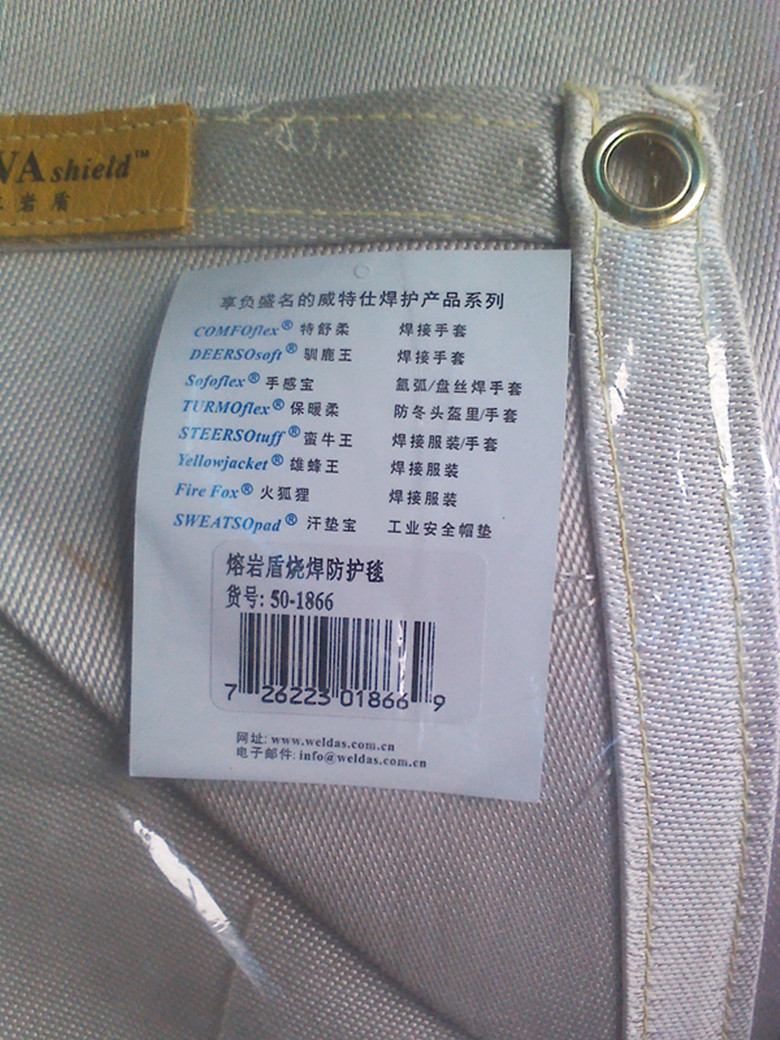 VA shield™
岩盾
享负盛名的威特仕焊护产品系列
COMFOflex® 特舒柔 焊接手套
DEERSOsoft® 驯鹿王 焊接手套
Sofoflex® 手感宝 氩弧/盘丝焊手套
TURMOflex® 保暖柔 防冬头盔里/手套
STEERSOtuff® 蛮牛王 焊接服装/手套
Yellowjacket® 雄蜂王 焊接服装
Fire Fox® 火狐狸 焊接服装
SWEATSOpad® 汗垫宝 工业安全帽垫
熔岩盾烧焊防护毯
货号: 50-1866
7 26223 01866 9
网址: www.weldas.com.cn
电子邮件: info@weldas.com.cn